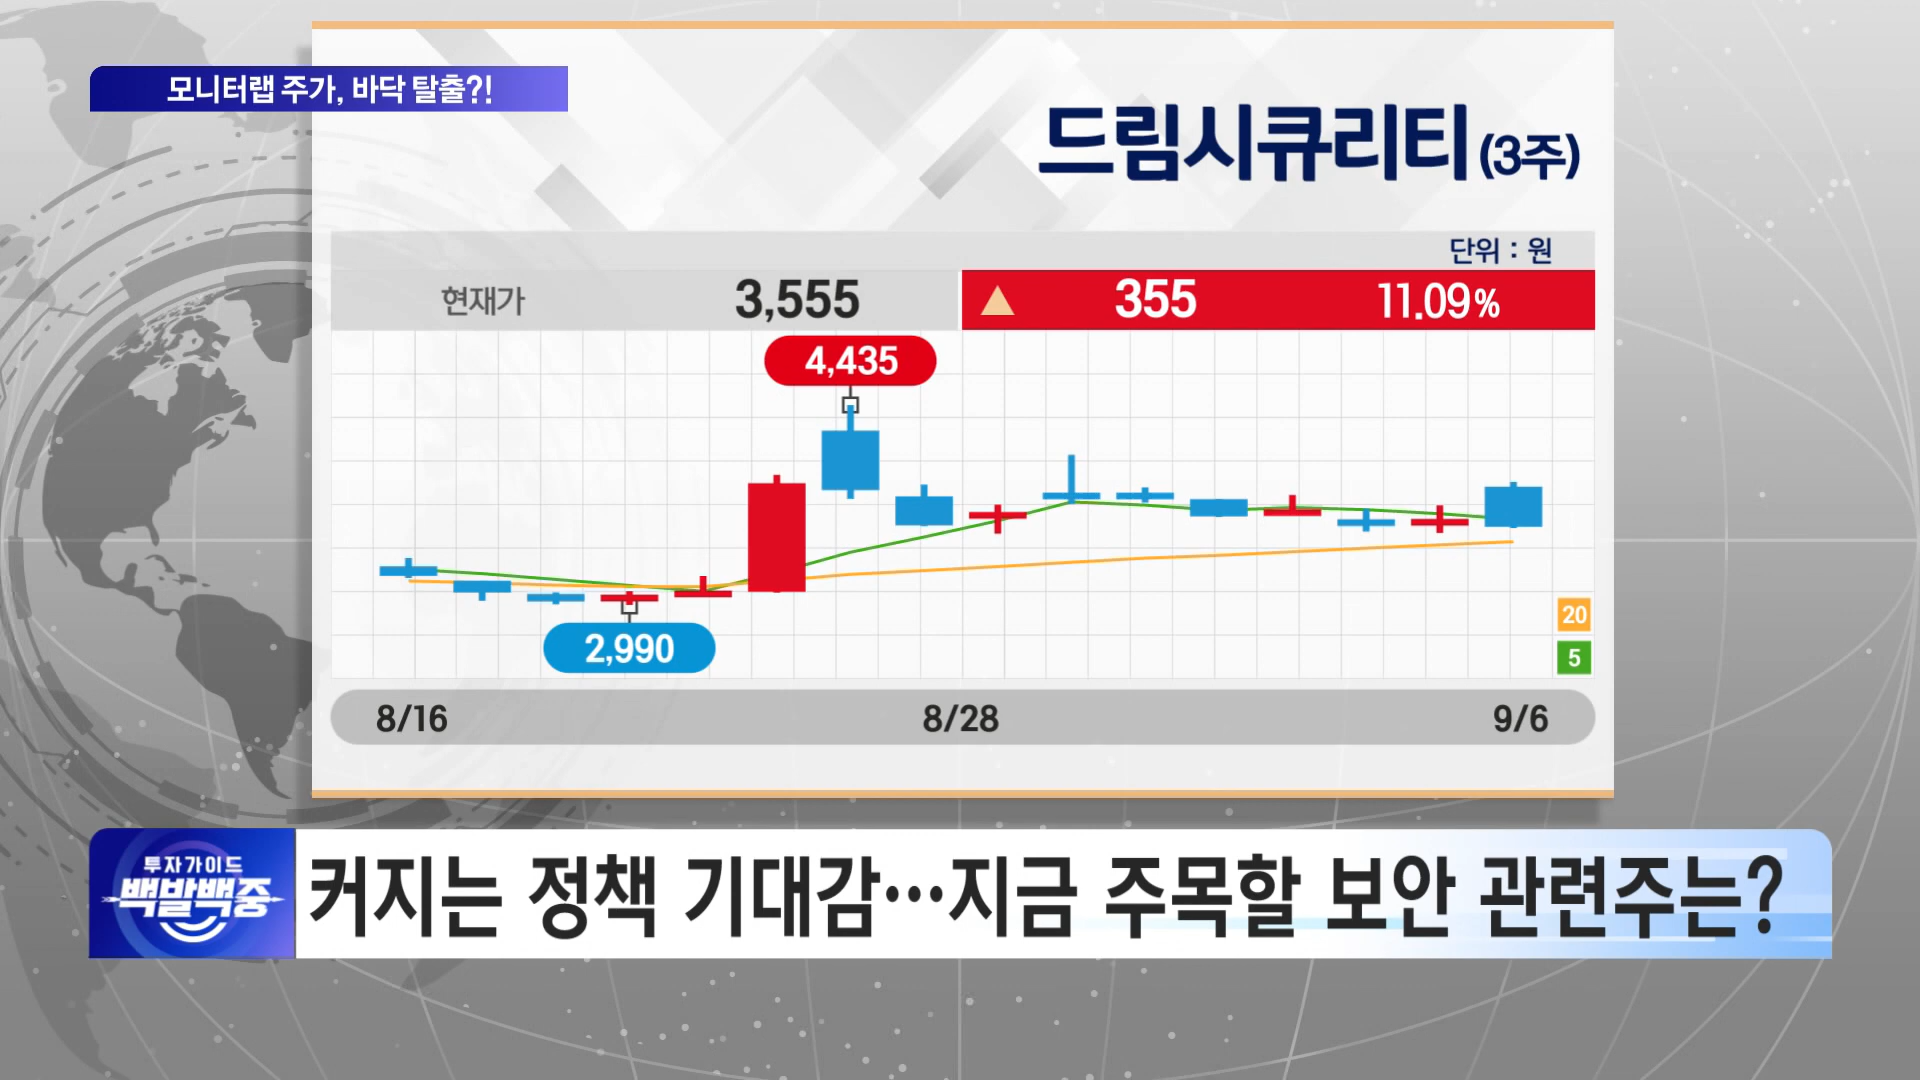 모니터랩 주가, 바닥 탈출?!
드림시큐리티 (3주)
단위 : 원
현재가 3,555 ▲ 355 11.09%
4,435
2,990
20
5
8/16 8/28 9/6
투자가이드
백발백중
커지는 정책 기대감…지금 주목할 보안 관련주는?